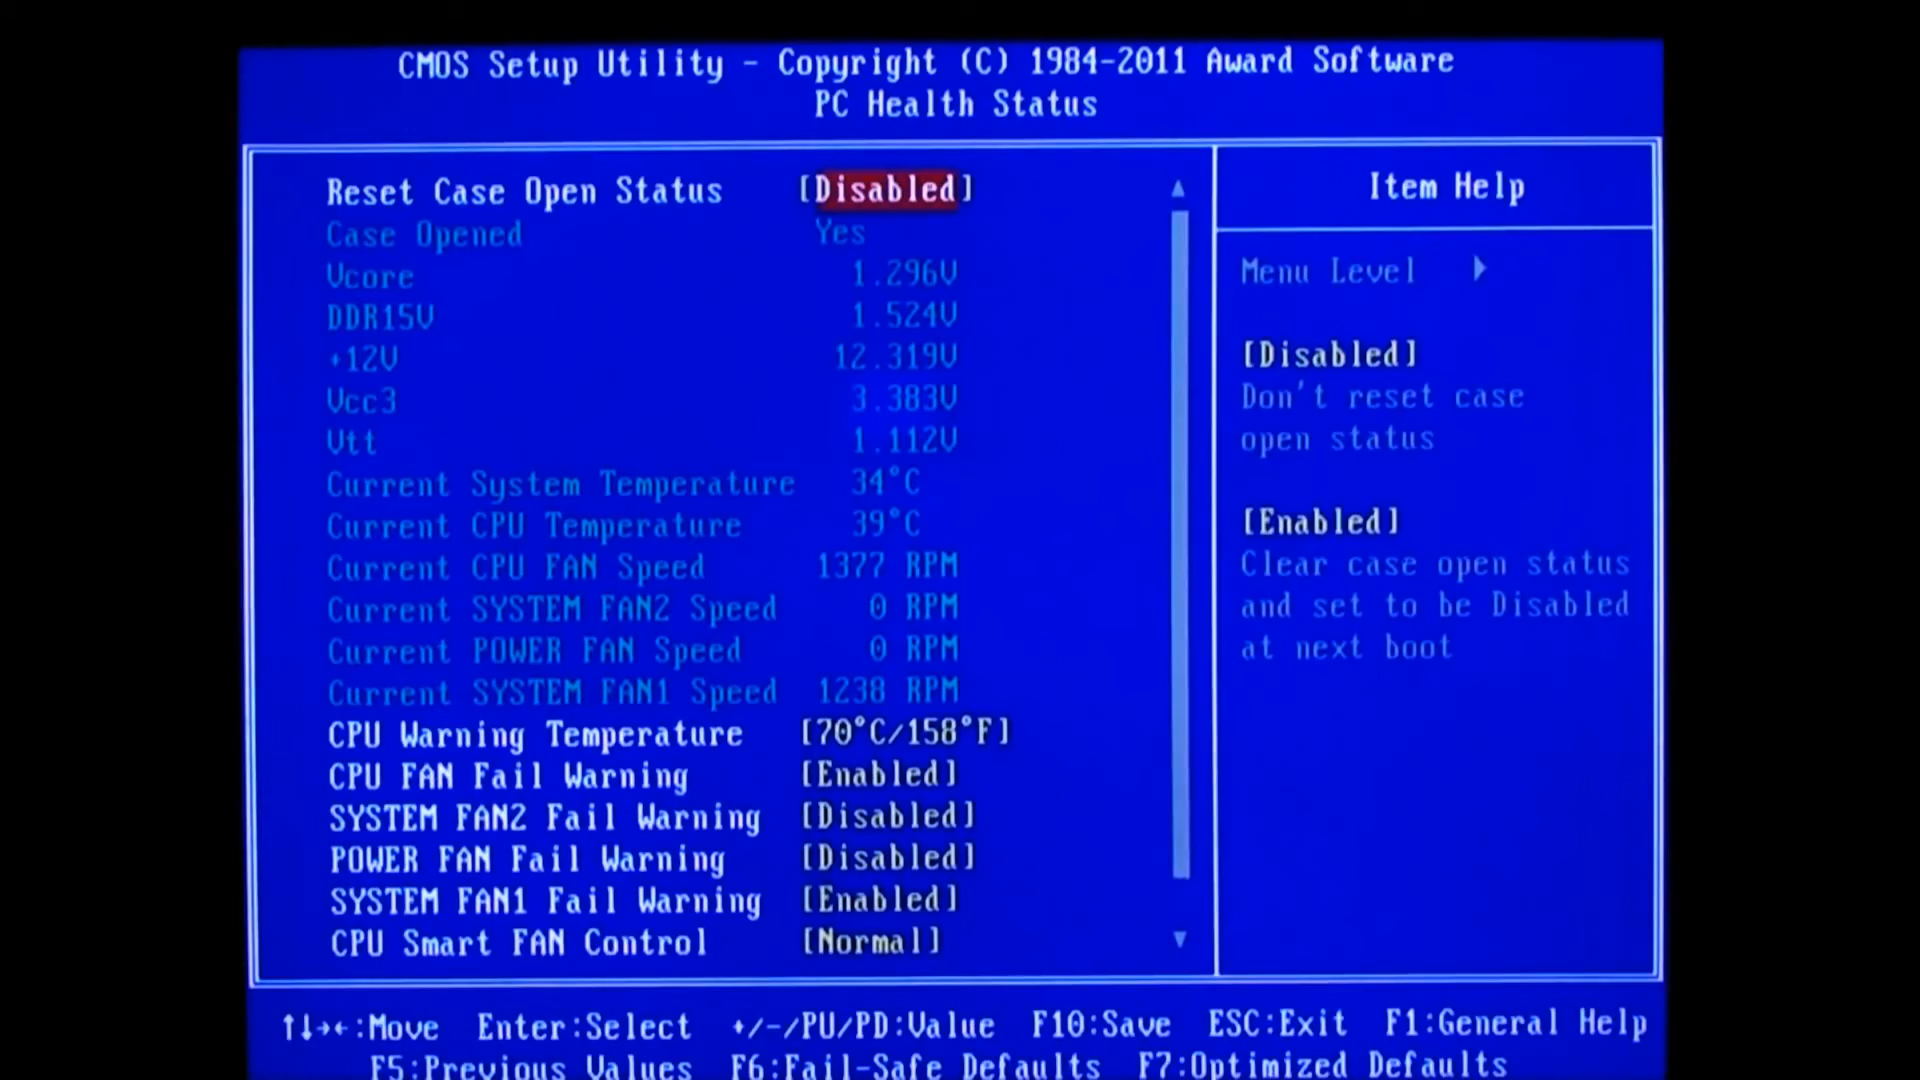 CMOS Setup Utility - Copyright (C) 1984-2011 Award Software
PC Health Status
Reset Case Open Status [Disabled]
Case Opened Yes
Vcore 1.296V
DDR15V 1.524V
+12V 12.319V
Vcc3 3.383V
Vtt 1.112V
Current System Temperature 34°C
Current CPU Temperature 39°C
Current CPU FAN Speed 1377 RPM
Current SYSTEM FAN2 Speed 0 RPM
Current POWER FAN Speed 0 RPM
Current SYSTEM FAN1 Speed 1238 RPM
CPU Warning Temperature [70°C/158°F]
CPU FAN Fail Warning [Enabled]
SYSTEM FAN2 Fail Warning [Disabled]
POWER FAN Fail Warning [Disabled]
SYSTEM FAN1 Fail Warning [Enabled]
CPU Smart FAN Control [Normal]
Item Help
Menu Level
[Disabled]
Don't reset case
open status
[Enabled]
Clear case open status
and set to be Disabled
at next boot
↑↓→←:Move Enter:Select +/-/PU/PD:Value F10:Save ESC:Exit F1:General Help
F5:Previous Values F6:Fail-Safe Defaults F7:Optimized Defaults